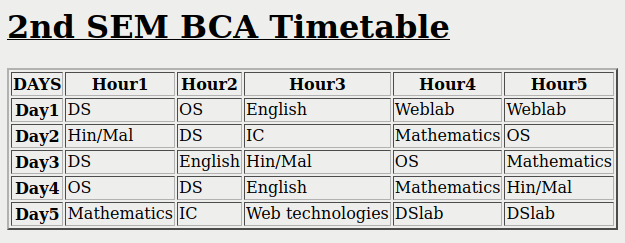 2nd SEM BCA Timetable
DAYS Hour1 Hour2 Hour3 Hour4 Hour5
Day1 DS OS English Weblab Weblab
Day2 Hin/Mal DS IC Mathematics OS
Day3 DS English Hin/Mal OS Mathematics
Day4 OS DS English Mathematics Hin/Mal
Day5 Mathematics IC Web technologies DSlab DSlab